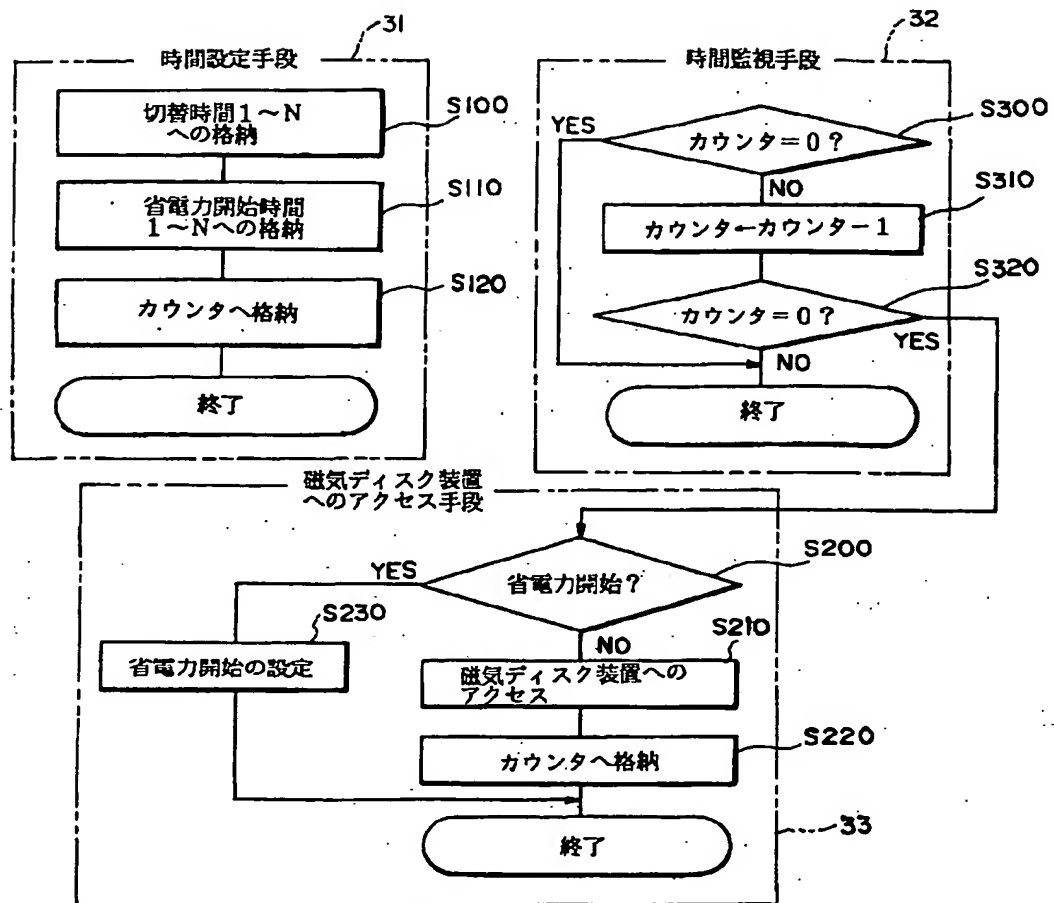 31
時間設定手段
切替時間1～N
への格納
S100
省電力開始時間
1～Nへの格納
S110
カウンタへ格納
S120
終了
32
時間監視手段
カウンタ=0?
S300
YES
NO
カウンタ←カウンタ-1
S310
カウンタ=0?
S320
YES
NO
終了
磁気ディスク装置
へのアクセス手段
省電力開始?
S200
YES
NO
省電力開始の設定
S230
磁気ディスク装置への
アクセス
S210
カウンタへ格納
S220
終了
33